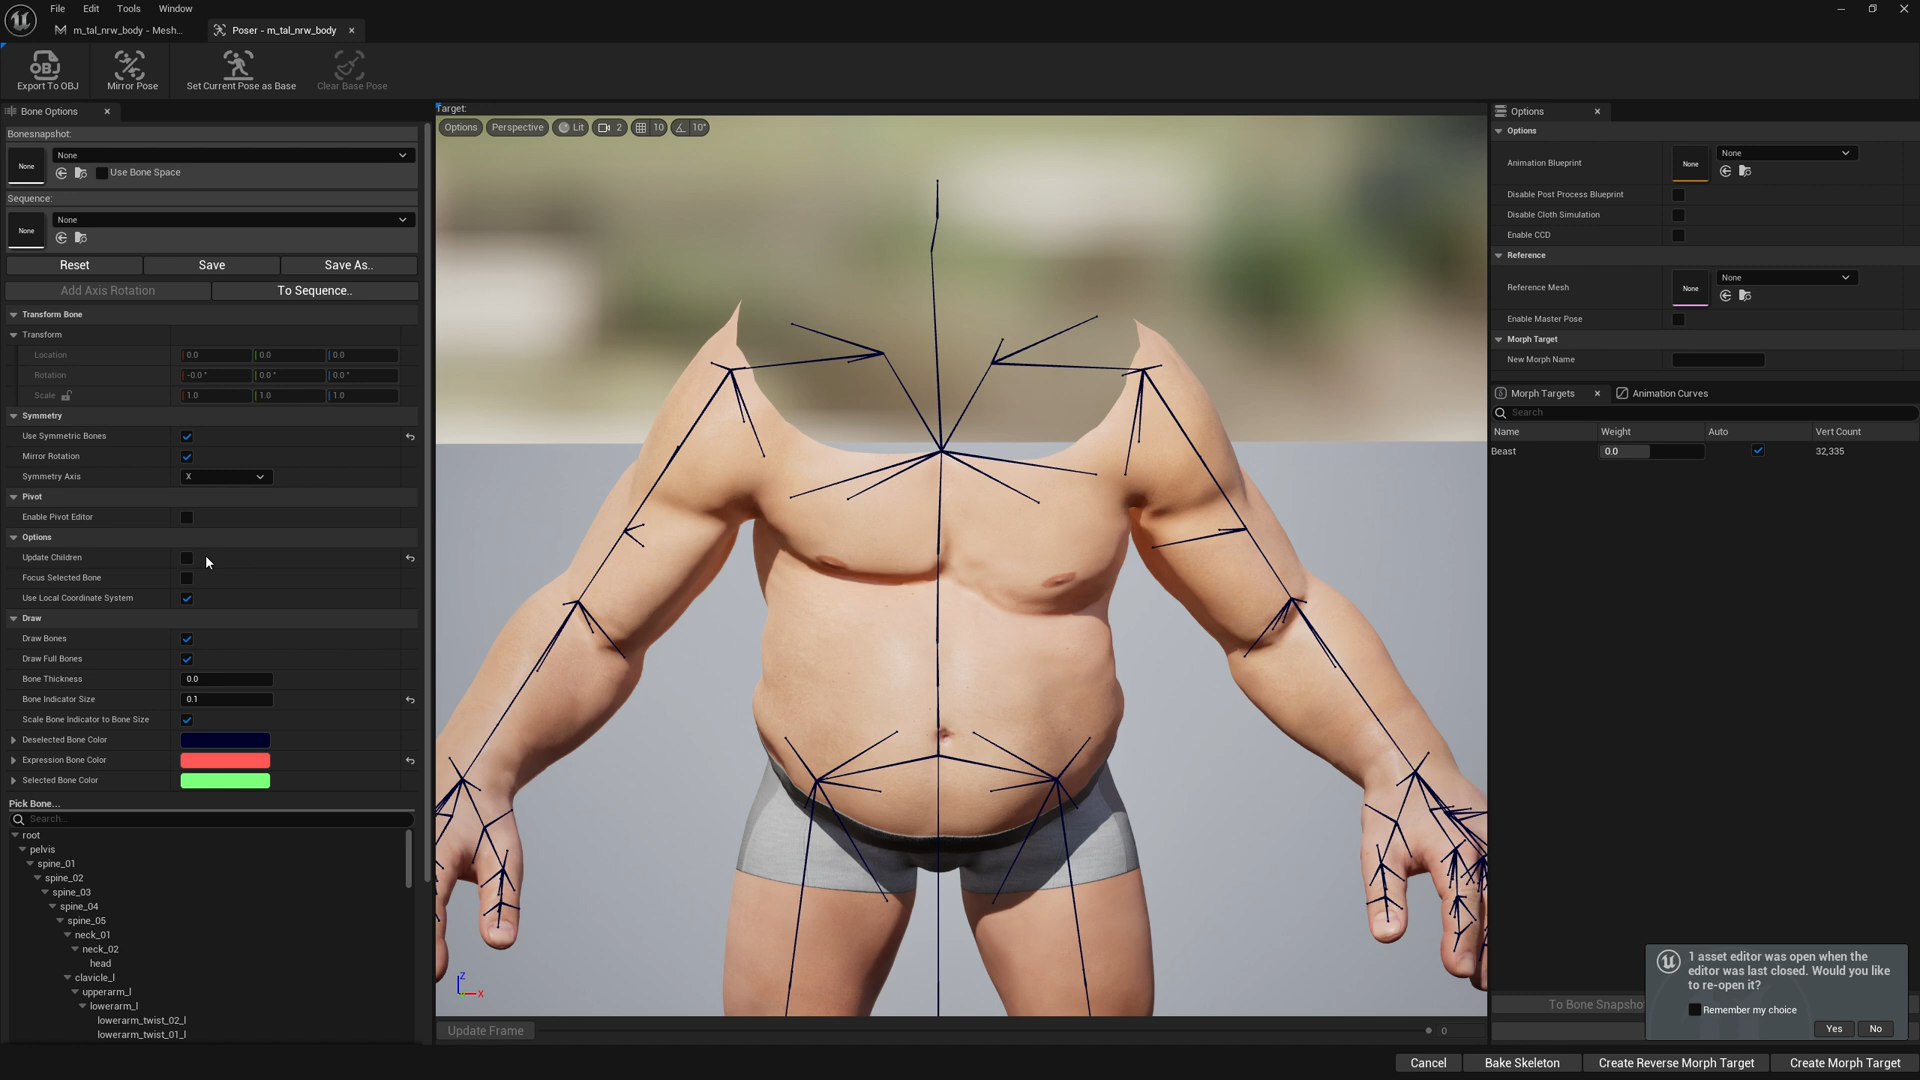 File Edit Tools Window
m_tal_nrw_body - Mesh...
Poser - m_tal_nrw_body
Export To OBJ
Mirror Pose
Set Current Pose as Base
Clear Base Pose
Bone Options
Bonesnapshot:
None
None
Use Bone Space
Sequence:
None
None
Reset Save Save As..
Add Axis Rotation To Sequence..
Transform Bone
Transform
Location 0.0 0.0 0.0
Rotation -0.0 ° 0.0 ° 0.0 °
Scale 1.0 1.0 1.0
Symmetry
Use Symmetric Bones
Mirror Rotation
Symmetry Axis X
Pivot
Enable Pivot Editor
Options
Update Children
Focus Selected Bone
Use Local Coordinate System
Draw
Draw Bones
Draw Full Bones
Bone Thickness 0.0
Bone Indicator Size 0.1
Scale Bone Indicator to Bone Size
Deselected Bone Color
Expression Bone Color
Selected Bone Color
Pick Bone...
Search...
root
pelvis
spine_01
spine_02
spine_03
spine_04
spine_05
neck_01
neck_02
head
clavicle_l
upperarm_l
lowerarm_l
lowerarm_twist_02_l
lowerarm_twist_01_l
Target:
Options Perspective Lit 2 10 10°
Z
X
Update Frame 0
Options
Options
Animation Blueprint None None
Disable Post Process Blueprint
Disable Cloth Simulation
Enable CCD
Reference
Reference Mesh None None
Enable Master Pose
Morph Target
New Morph Name
Morph Targets
Animation Curves
Search
Name Weight Auto Vert Count
Beast 0.0 32,335
To Bone Snapsho
1 asset editor was open when the
editor was last closed. Would you like
to re-open it?
Remember my choice
Yes No
Cancel Bake Skeleton Create Reverse Morph Target Create Morph Target